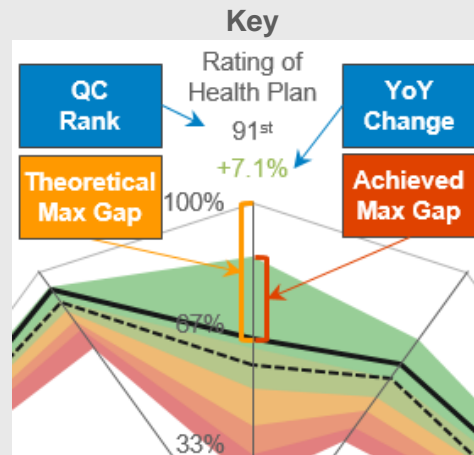 Key
QC
Rank
Rating of
Health Plan
91st
+7.1%
YoY
Change
Theoretical
Max Gap
100%
Achieved
Max Gap
67%
33%